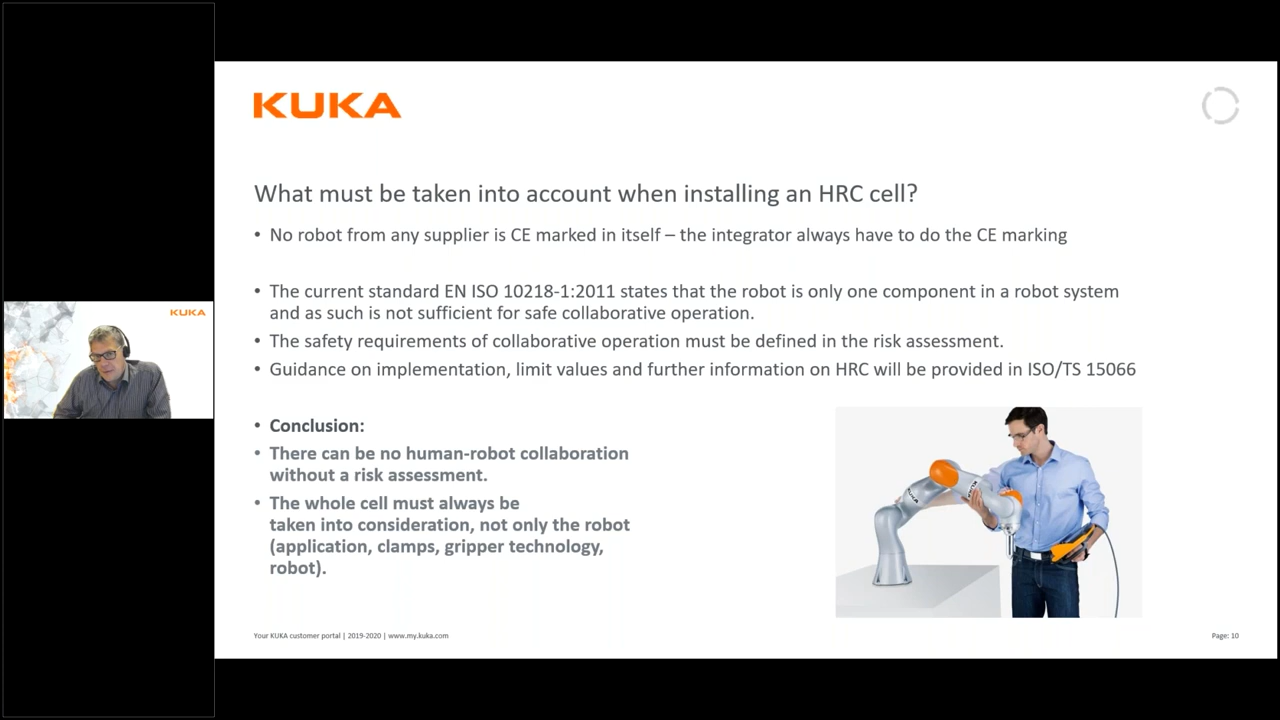 KUKA
What must be taken into account when installing an HRC cell?
• No robot from any supplier is CE marked in itself – the integrator always have to do the CE marking
• The current standard EN ISO 10218-1:2011 states that the robot is only one component in a robot system
and as such is not sufficient for safe collaborative operation.
• The safety requirements of collaborative operation must be defined in the risk assessment.
• Guidance on implementation, limit values and further information on HRC will be provided in ISO/TS 15066
• Conclusion:
• There can be no human-robot collaboration
without a risk assessment.
• The whole cell must always be
taken into consideration, not only the robot
(application, clamps, gripper technology,
robot).
KUKA
KUKA
KUKA
Your KUKA customer portal | 2019-2020 | www.my.kuka.com
Page: 10